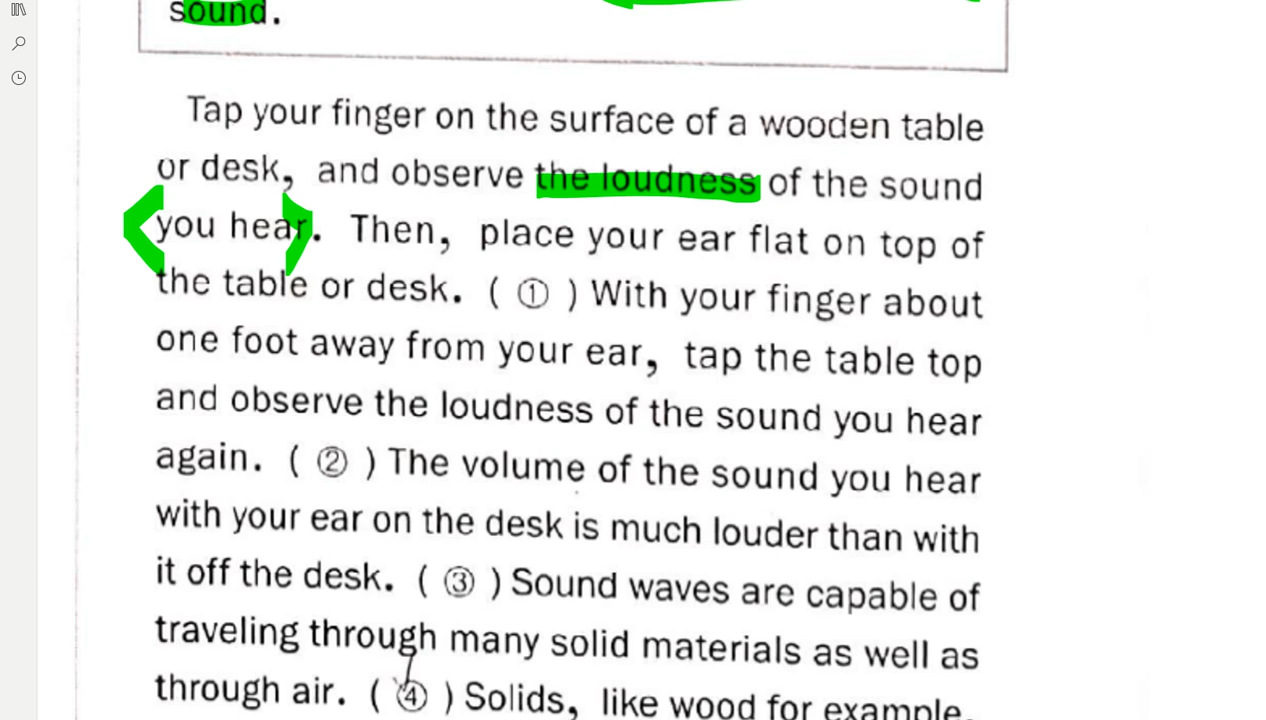 sound.
Tap your finger on the surface of a wooden table
or desk, and observe the loudness of the sound
you hear. Then, place your ear flat on top of
the table or desk. ( ① ) With your finger about
one foot away from your ear, tap the table top
and observe the loudness of the sound you hear
again. ( ② ) The volume of the sound you hear
with your ear on the desk is much louder than with
it off the desk. ( ③ ) Sound waves are capable of
traveling through many solid materials as well as
through air. ( ④ ) Solids, like wood for example,